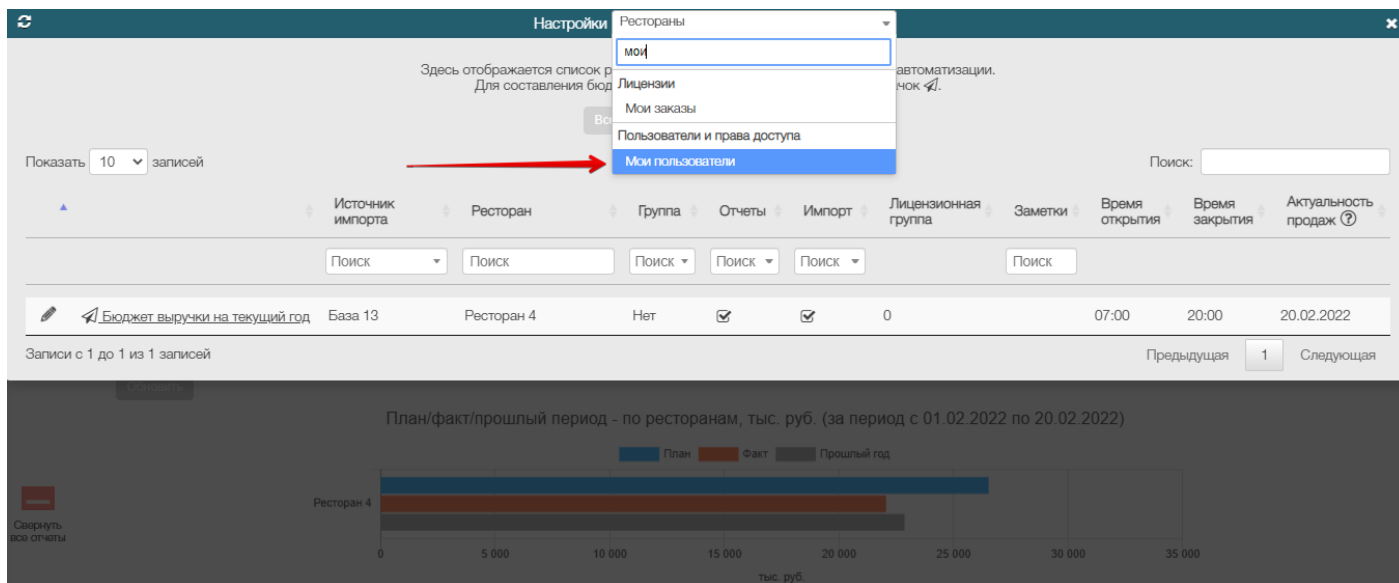 Настройки Рестораны
мои
Здесь отображается список р автоматизации.
Для составления бюд чок
Лицензии
Мои заказы
Вс
Пользователи и права доступа
Мои пользователи
Показать 10 записей
Поиск:
Источник импорта Ресторан Группа Отчеты Импорт Лицензионная группа Заметки Время открытия Время закрытия Актуальность продаж ?
Поиск Поиск Поиск Поиск Поиск Поиск
Бюджет выручки на текущий год База 13 Ресторан 4 Нет 0 07:00 20:00 20.02.2022
Записи с 1 до 1 из 1 записей
Предыдущая 1 Следующая
Обновить
План/факт/прошлый период - по ресторанам, тыс. руб. (за период с 01.02.2022 по 20.02.2022)
План Факт Прошлый год
Ресторан 4
Свернуть
все отчеты
0 5 000 10 000 15 000 20 000 25 000 30 000 35 000
тыс. руб.